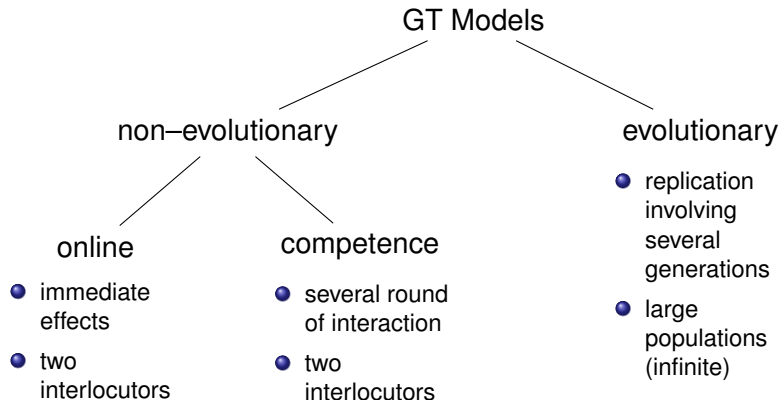 GT Models
non–evolutionary
evolutionary
online
immediate
effects
two
interlocutors
competence
several round
of interaction
two
interlocutors
replication
involving
several
generations
large
populations
(infinite)